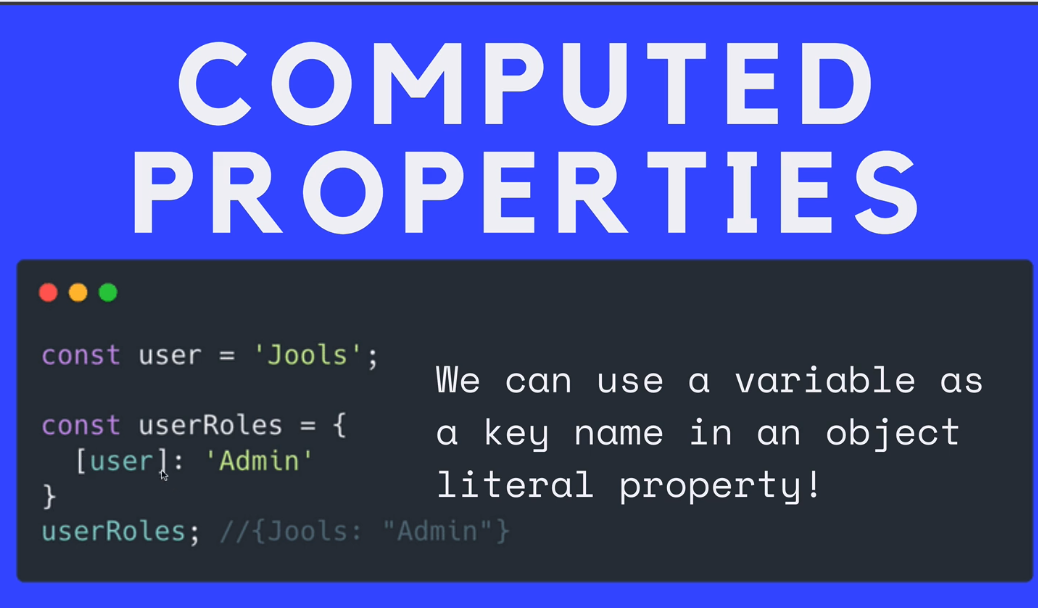 COMPUTED
PROPERTIES
const user = 'Jools';
const userRoles = {
[user]: 'Admin'
}
userRoles; //{Jools: "Admin"}
We can use a variable as
a key name in an object
literal property!